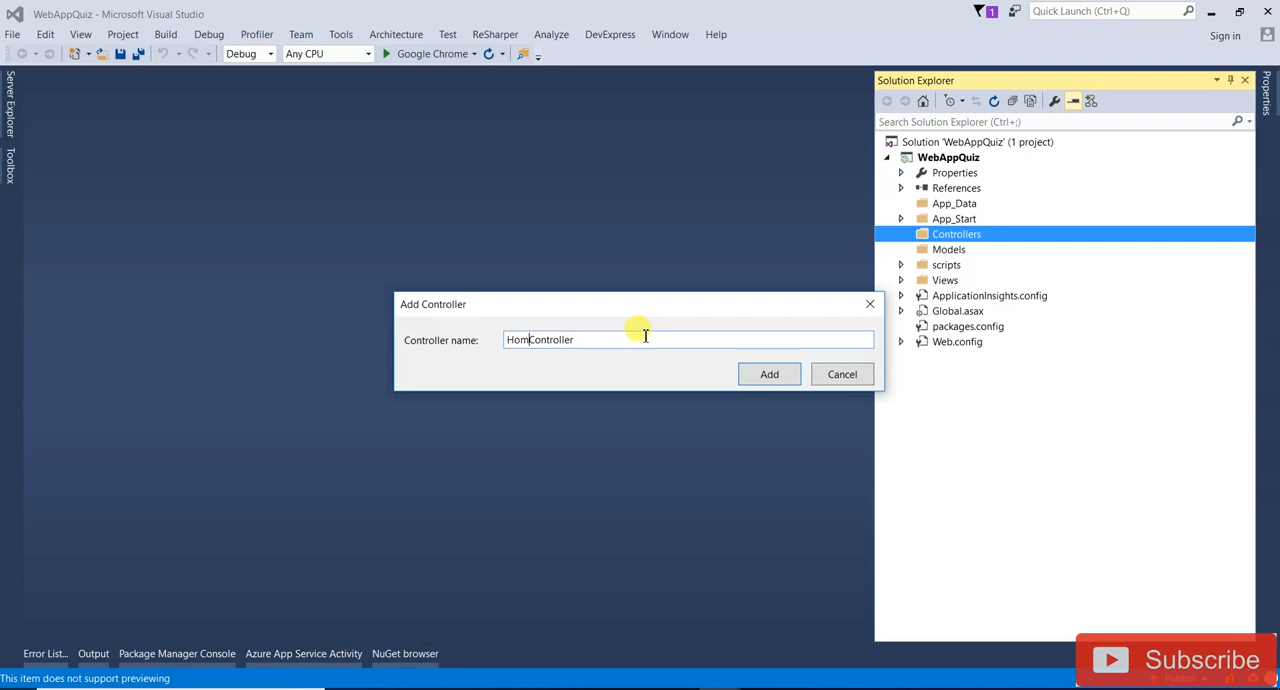 WebAppQuiz - Microsoft Visual Studio
1
Quick Launch (Ctrl+Q)
File Edit View Project Build Debug Profiler Team Tools Architecture Test ReSharper Analyze DevExpress Window Help
Sign in
Debug Any CPU Google Chrome
Server Explorer
Toolbox
Solution Explorer
Properties
Search Solution Explorer (Ctrl+;)
Solution 'WebAppQuiz' (1 project)
WebAppQuiz
Properties
References
App_Data
App_Start
Controllers
Models
scripts
Views
ApplicationInsights.config
Global.asax
packages.config
Web.config
Add Controller
Controller name: HomController
Add Cancel
Error List... Output Package Manager Console Azure App Service Activity NuGet browser
This item does not support previewing
Subscribe
Publish